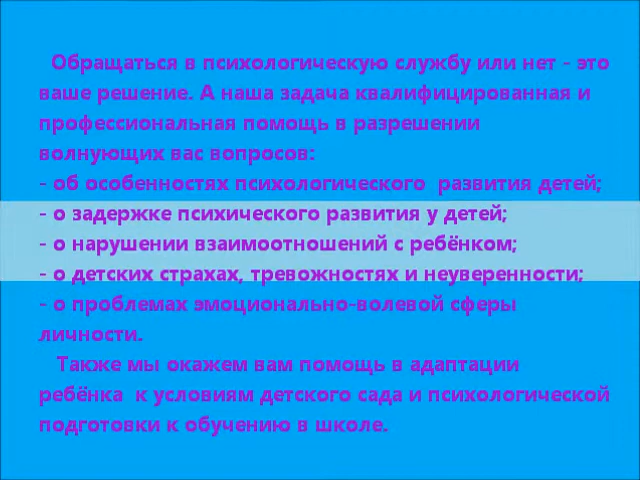 Обращаться в психологическую службу или нет - это
ваше решение. А наша задача квалифицированная и
профессиональная помощь в разрешении
волнующих вас вопросов:
- об особенностях психологического развития детей;
- о задержке психического развития у детей;
- о нарушении взаимоотношений с ребёнком;
- о детских страхах, тревожностях и неуверенности;
- о проблемах эмоционально-волевой сферы
личности.
Также мы окажем вам помощь в адаптации
ребёнка к условиям детского сада и психологической
подготовки к обучению в школе.